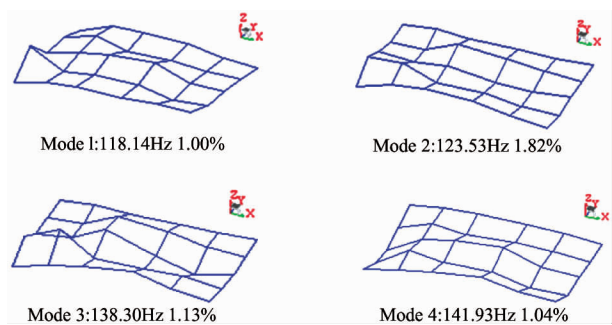 Z
Y
X
Z
Y
X
Mode 1:118.14Hz 1.00%
Mode 2:123.53Hz 1.82%
Z
Y
X
Z
Y
X
Mode 3:138.30Hz 1.13%
Mode 4:141.93Hz 1.04%